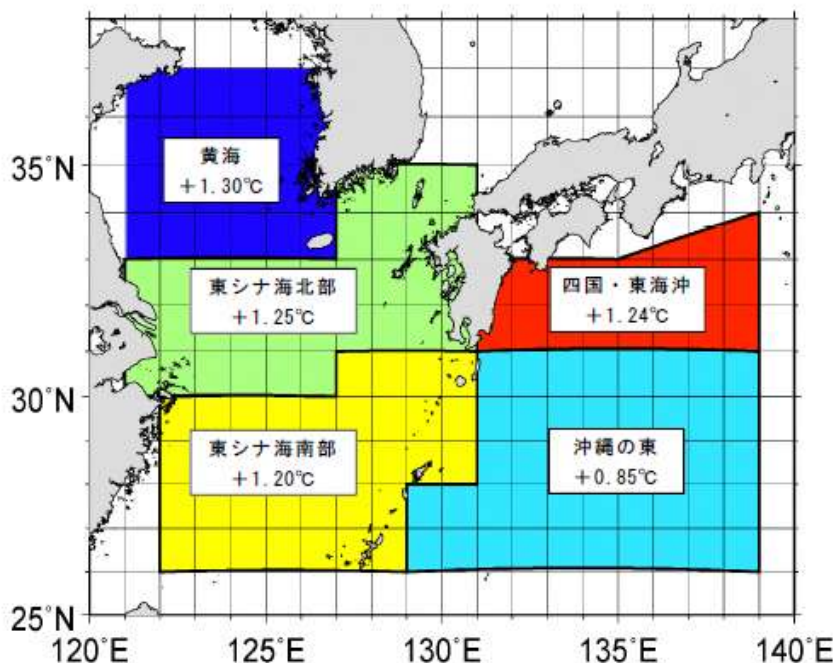 黄海
+1.30℃
35˚N
東シナ海北部
+1.25℃
四国・東海沖
+1.24℃
30˚N
東シナ海南部
+1.20℃
沖縄の東
+0.85℃
25˚N
120˚E
125˚E
130˚E
135˚E
140˚E